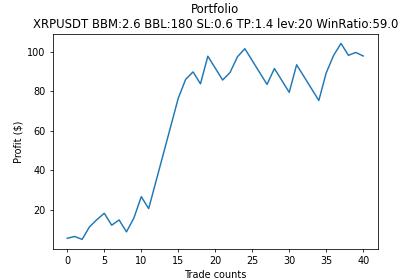 Portfolio
XRPUSDT BBM:2.6 BBL:180 SL:0.6 TP:1.4 lev:20 WinRatio:59.0
100
80
60
40
20
Profit ($)
0 5 10 15 20 25 30 35 40
Trade counts